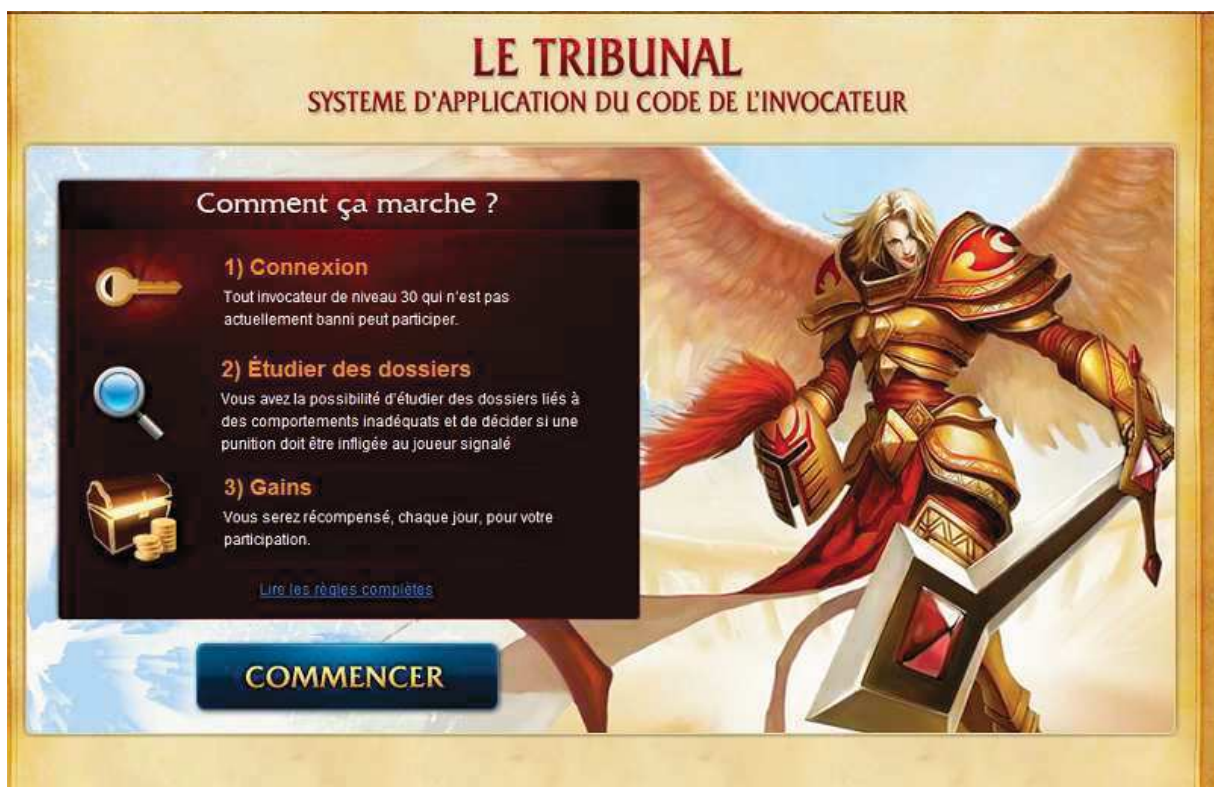 LE TRIBUNAL
SYSTEME D'APPLICATION DU CODE DE L'INVOCATEUR
Comment ça marche ?
1) Connexion
Tout invocateur de niveau 30 qui n'est pas
actuellement banni peut participer.
2) Étudier des dossiers
Vous avez la possibilité d'étudier des dossiers liés à
des comportements inadéquats et de décider si une
punition doit être infligée au joueur signalé
3) Gains
Vous serez récompensé, chaque jour, pour votre
participation.
Lire les règles complètes
COMMENCER